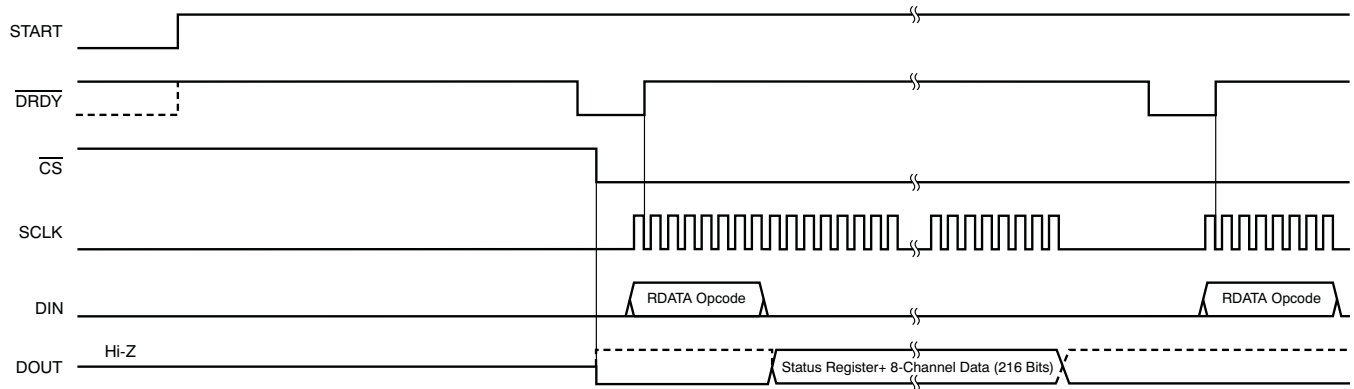 START
DRDY
CS
SCLK
DIN
RDATA Opcode
RDATA Opcode
DOUT
Hi-Z
Status Register+ 8-Channel Data (216 Bits)